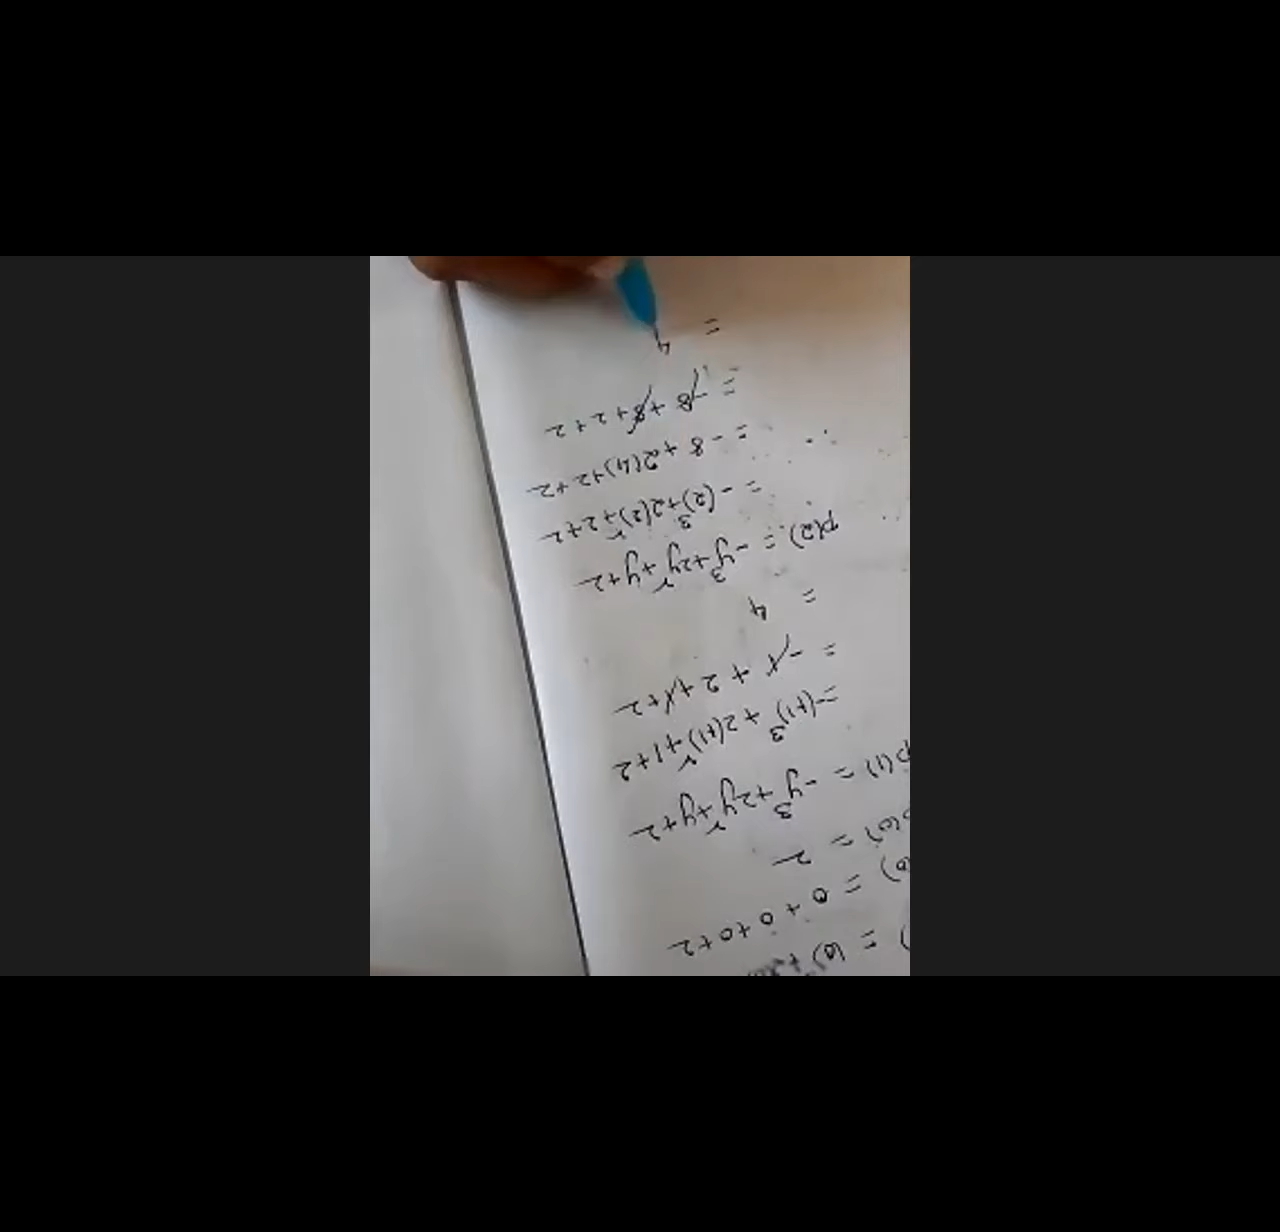 ) = (0)
(0) = 0 + 0 + 0 + 2
p(0) = 2
p(1) = -y³ + 2y² + y + 2
= -(+1)³ + 2(+1)² + 1 + 2
= -1 + 2 + 1 + 2
= 4
p(2) = -y³ + 2y² + y + 2
= -(2)³ + 2(2)² + 2 + 2
= -8 + 2(4) + 2 + 2
= -8 + 8 + 2 + 2
= 4